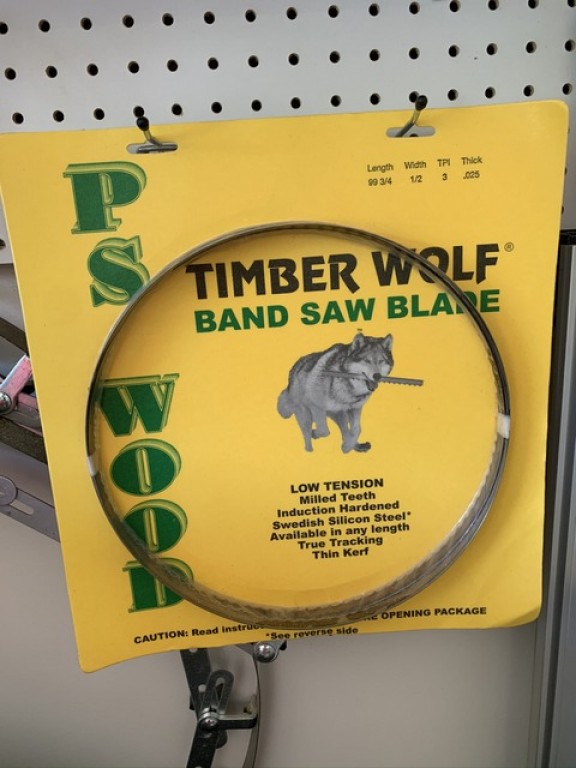 PS WOOD
Length Width TPI Thick
99 3/4 1/2 3 .025
TIMBER WOLF®
BAND SAW BLADE
LOW TENSION
Milled Teeth
Induction Hardened
Swedish Silicon Steel*
Available in any length
True Tracking
Thin Kerf
CAUTION: Read OPENING PACKAGE
*See reverse side